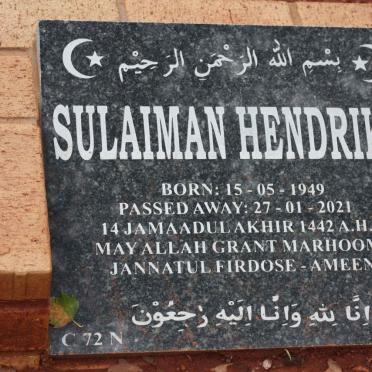 بِسْمِ اللهِ الرَّحْمَنِ الرَّحِيْمِ
SULAIMAN HENDRI
BORN: 15 - 05 - 1949
PASSED AWAY: 27 - 01 - 2021
14 JAMAADUL AKHIR 1442 A.H.
MAY ALLAH GRANT MARHOOM
JANNATUL FIRDOSE - AMEEN
اِنَّا لِلّٰهِ وَاِنَّا اِلَيْهِ رٰجِعُوْنَ
C 72 N